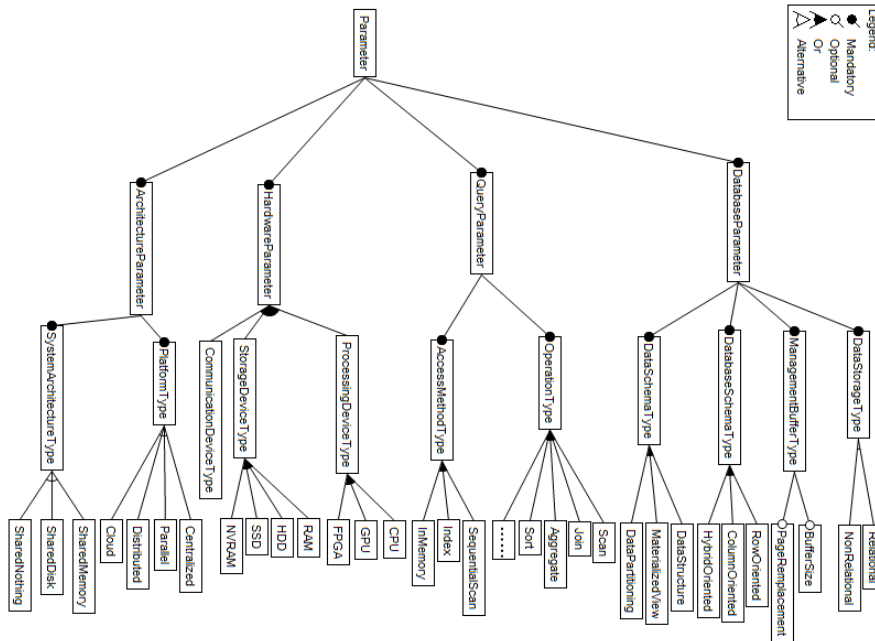 Legend:
Mandatory
Optional
Or
Alternative
Parameter
DatabaseParameter
QueryParameter
HardwareParameter
ArchitectureParameter
DataStorageType
ManagementBufferType
DatabaseSchemaType
DataSchemaType
OperationType
AccessMethodType
ProcessingDeviceType
StorageDeviceType
CommunicationDeviceType
PlatformType
SystemArchitectureType
Relational
NonRelational
BufferSize
PageRemplacement
RowOriented
ColumnOriented
HybridOriented
DataStructure
MaterializedView
DataPartitioning
Scan
Join
Aggregate
Sort
.......
SequentialScan
Index
InMemory
CPU
GPU
FPGA
RAM
HDD
SSD
NVRAM
Centralized
Parallel
Distributed
Cloud
SharedMemory
SharedDisk
SharedNothing